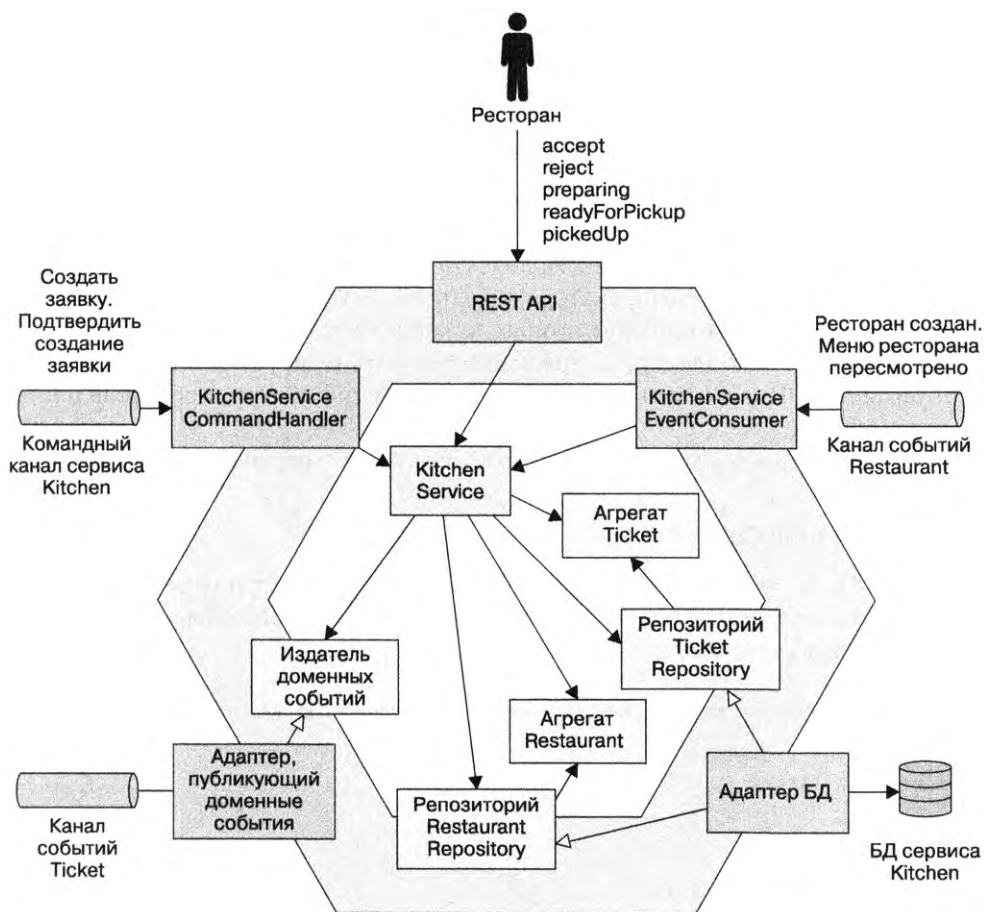 Ресторан
accept
reject
preparing
readyForPickup
pickedUp
REST API
Создать
заявку.
Подтвердить
создание
заявки
Ресторан создан.
Меню ресторана
пересмотрено
KitchenService
CommandHandler
KitchenService
EventConsumer
Командный
канал сервиса
Kitchen
Канал событий
Restaurant
Kitchen
Service
Агрегат
Ticket
Репозиторий
Ticket
Repository
Издатель
доменных
событий
Агрегат
Restaurant
Адаптер,
публикующий
доменные
события
Адаптер БД
Репозиторий
Restaurant
Repository
Канал
событий
Ticket
БД сервиса
Kitchen